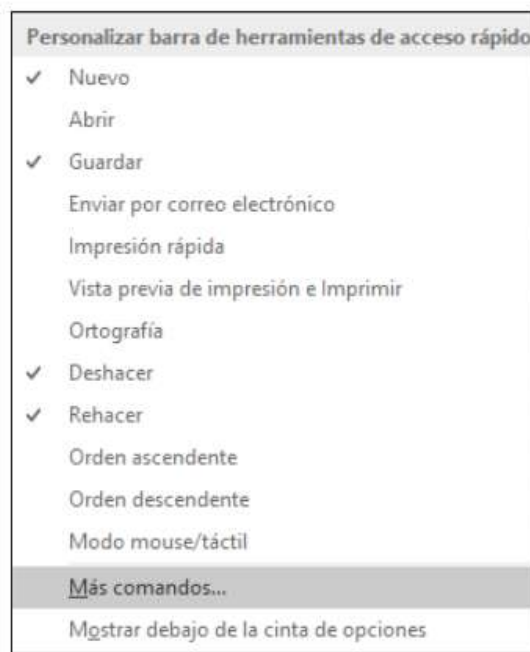 Personalizar barra de herramientas de acceso rápido
Nuevo
Abrir
Guardar
Enviar por correo electrónico
Impresión rápida
Vista previa de impresión e Imprimir
Ortografía
Deshacer
Rehacer
Orden ascendente
Orden descendente
Modo mouse/táctil
Más comandos...
Mostrar debajo de la cinta de opciones